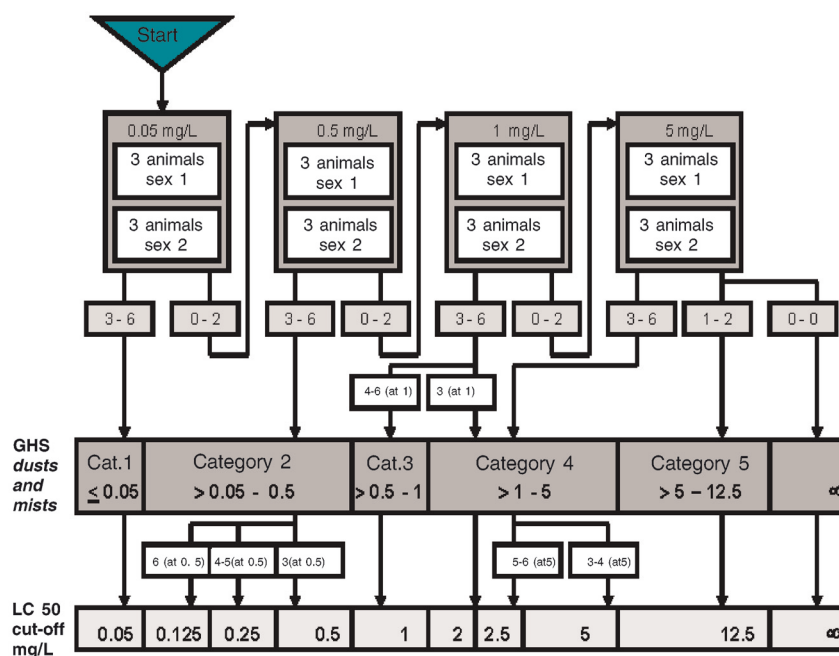 Start
0.05 mg/L
0.5 mg/L
1 mg/L
5 mg/L
3 animals
sex 1
3 animals
sex 1
3 animals
sex 1
3 animals
sex 1
3 animals
sex 2
3 animals
sex 2
3 animals
sex 2
3 animals
sex 2
3 - 6
0 - 2
3 - 6
0 - 2
3 - 6
0 - 2
3 - 6
1 - 2
0 - 0
4-6 (at 1)
3 (at 1)
GHS
dusts
and
mists
Cat.1
≤ 0.05
Category 2
> 0.05 - 0.5
Cat.3
> 0.5 - 1
Category 4
> 1 - 5
Category 5
> 5 – 12.5
∞
6 (at 0. 5)
4-5(at 0.5)
3(at 0.5)
5-6 (at5)
3-4 (at5)
LC 50
cut-off
mg/L
0.05
0.125
0.25
0.5
1
2
2.5
5
12.5
∞